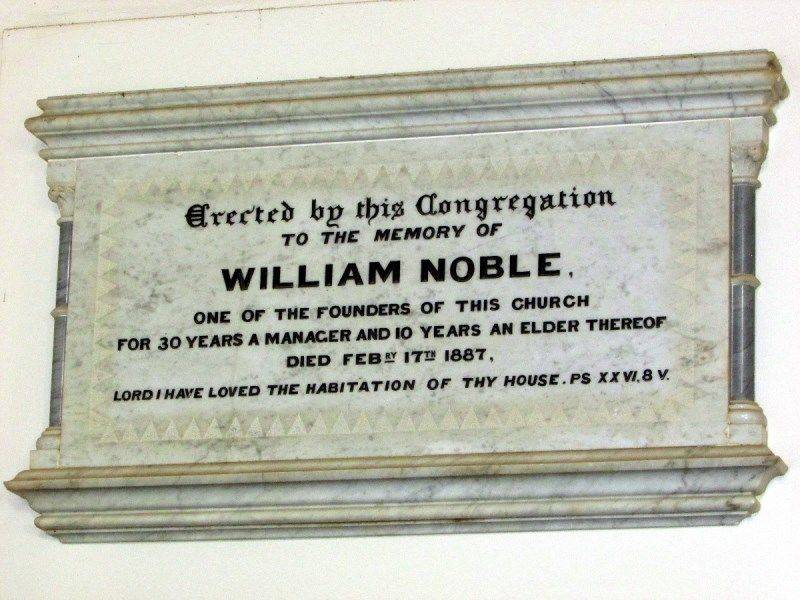 Erected by this Congregation
TO THE MEMORY OF
WILLIAM NOBLE,
ONE OF THE FOUNDERS OF THIS CHURCH
FOR 30 YEARS A MANAGER AND 10 YEARS AN ELDER THEREOF
DIED FEBRY 17TH 1887,
LORD I HAVE LOVED THE HABITATION OF THY HOUSE. PS XXVI. 8 V.